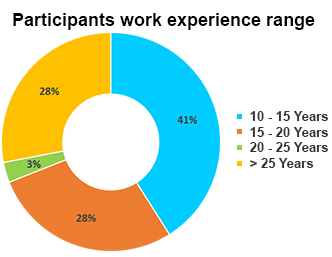 Participants work experience range
28%
41%
3%
28%
10 - 15 Years
15 - 20 Years
20 - 25 Years
> 25 Years